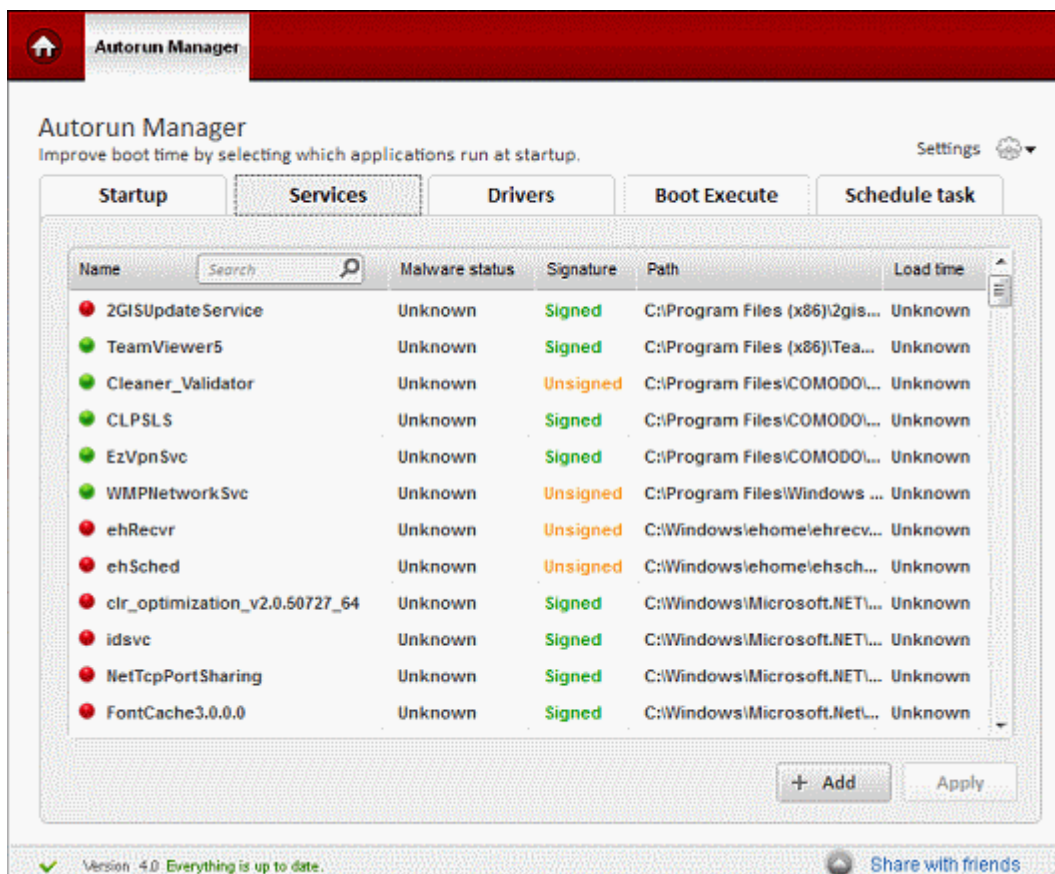 Autorun Manager
Autorun Manager
Improve boot time by selecting which applications run at startup.
Settings
Startup Services Drivers Boot Execute Schedule task
Name Search Malware status Signature Path Load time
2GISUpdateService Unknown Signed C:\Program Files (x86)\2gis... Unknown
TeamViewer5 Unknown Signed C:\Program Files (x86)\Tea... Unknown
Cleaner_Validator Unknown Unsigned C:\Program Files\COMODO\... Unknown
CLPSLS Unknown Signed C:\Program Files\COMODO\... Unknown
EzVpnSvc Unknown Signed C:\Program Files\COMODO\... Unknown
WMPNetworkSvc Unknown Unsigned C:\Program Files\Windows ... Unknown
ehRecvr Unknown Unsigned C:\Windows\ehome\ehrecv... Unknown
ehSched Unknown Unsigned C:\Windows\ehome\ehsch... Unknown
clr_optimization_v2.0.50727_64 Unknown Signed C:\Windows\Microsoft.NET\... Unknown
idsvc Unknown Signed C:\Windows\Microsoft.NET\... Unknown
NetTcpPortSharing Unknown Signed C:\Windows\Microsoft.NET\... Unknown
FontCache3.0.0.0 Unknown Signed C:\Windows\Microsoft.Net\... Unknown
+ Add Apply
Version 4.0 Everything is up to date. Share with friends